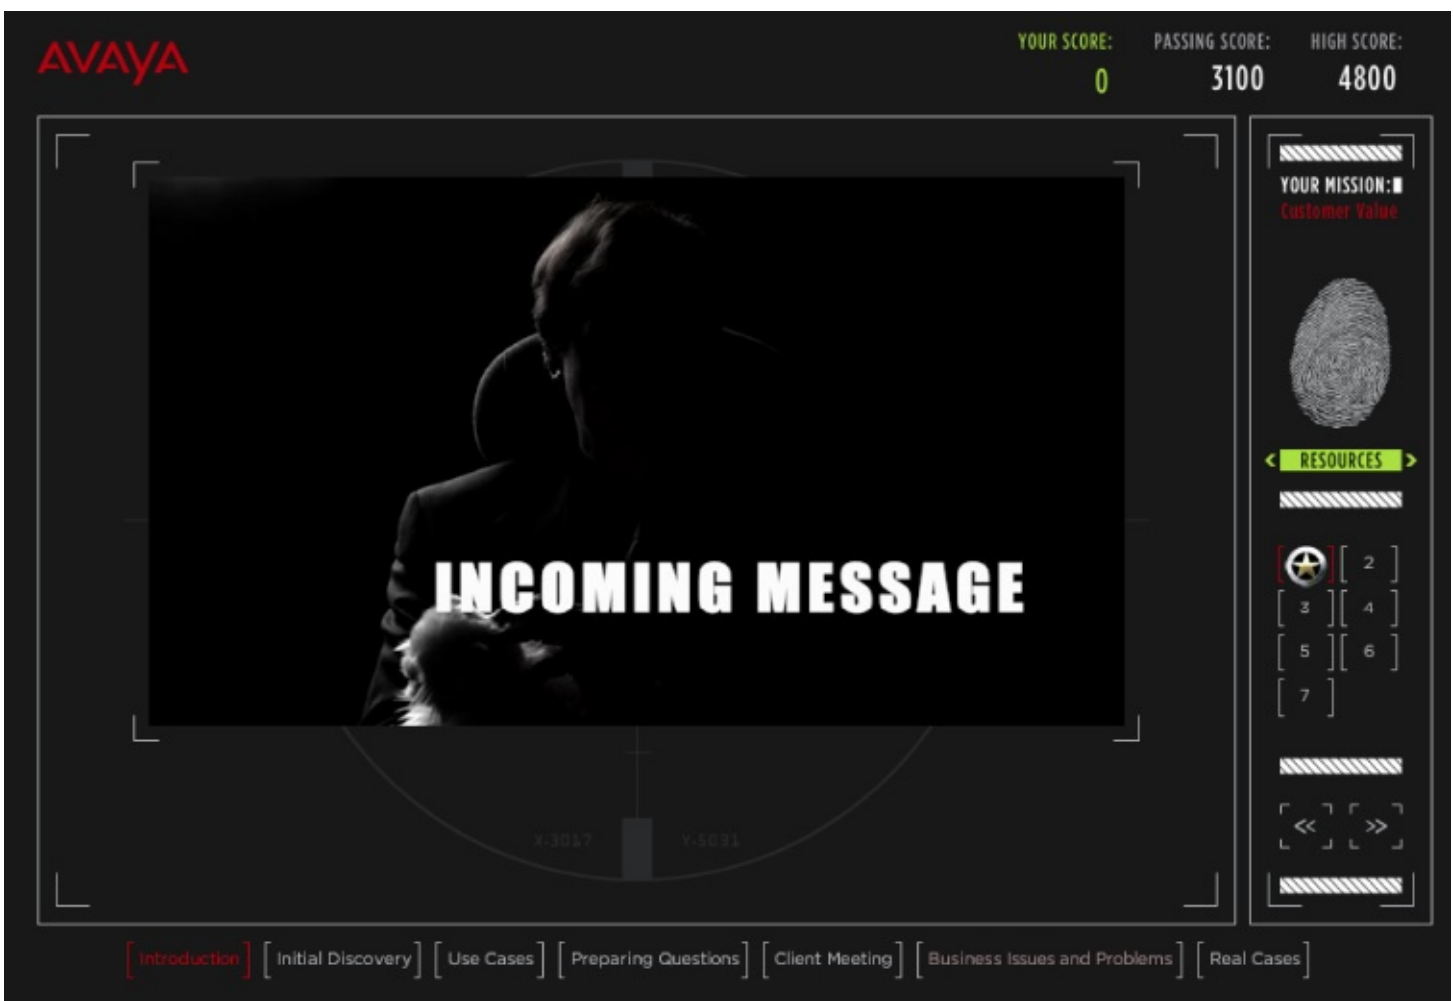 AVAYA
YOUR SCORE: PASSING SCORE: HIGH SCORE:
0 3100 4800
YOUR MISSION:
Customer Value
INCOMING MESSAGE
X-3017 Y-5031
< RESOURCES >
2
3 4
5 6
7
<< >>
[Introduction] [Initial Discovery] [Use Cases] [Preparing Questions] [Client Meeting] [Business Issues and Problems] [Real Cases]